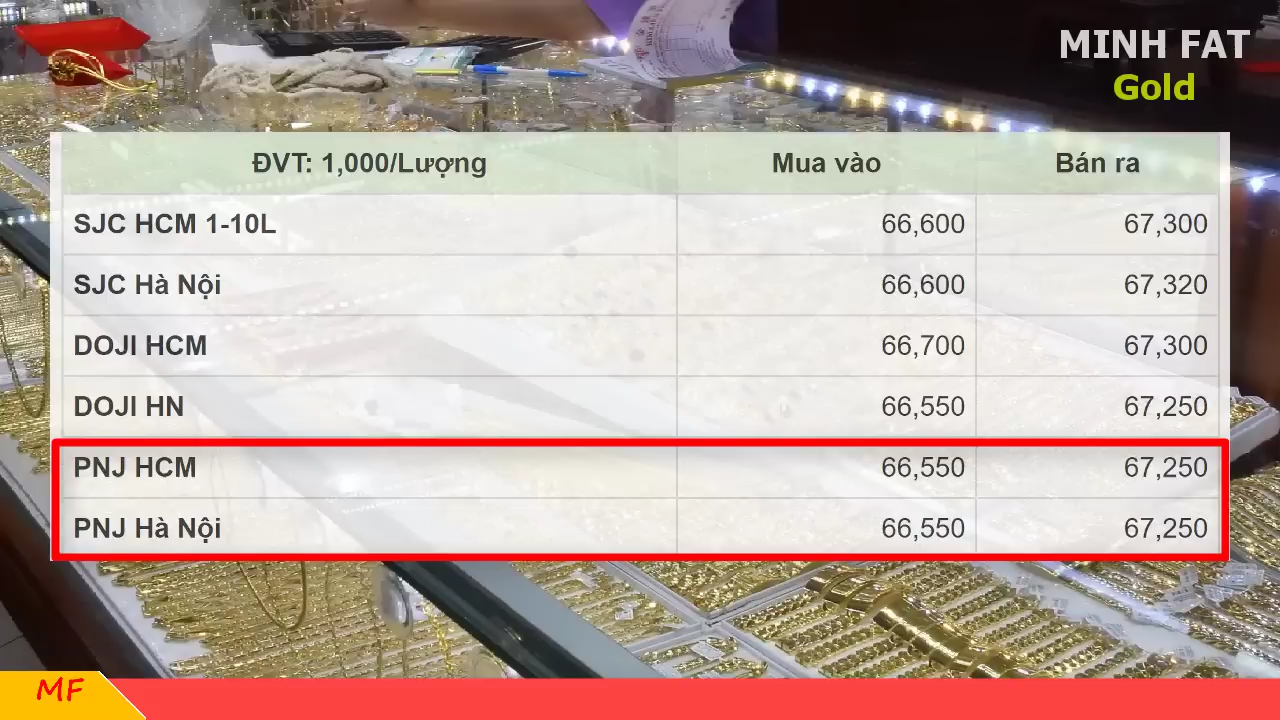 MINH FAT
Gold
ĐVT: 1,000/Lượng Mua vào Bán ra
SJC HCM 1-10L 66,600 67,300
SJC Hà Nội 66,600 67,320
DOJI HCM 66,700 67,300
DOJI HN 66,550 67,250
PNJ HCM 66,550 67,250
PNJ Hà Nội 66,550 67,250
MF